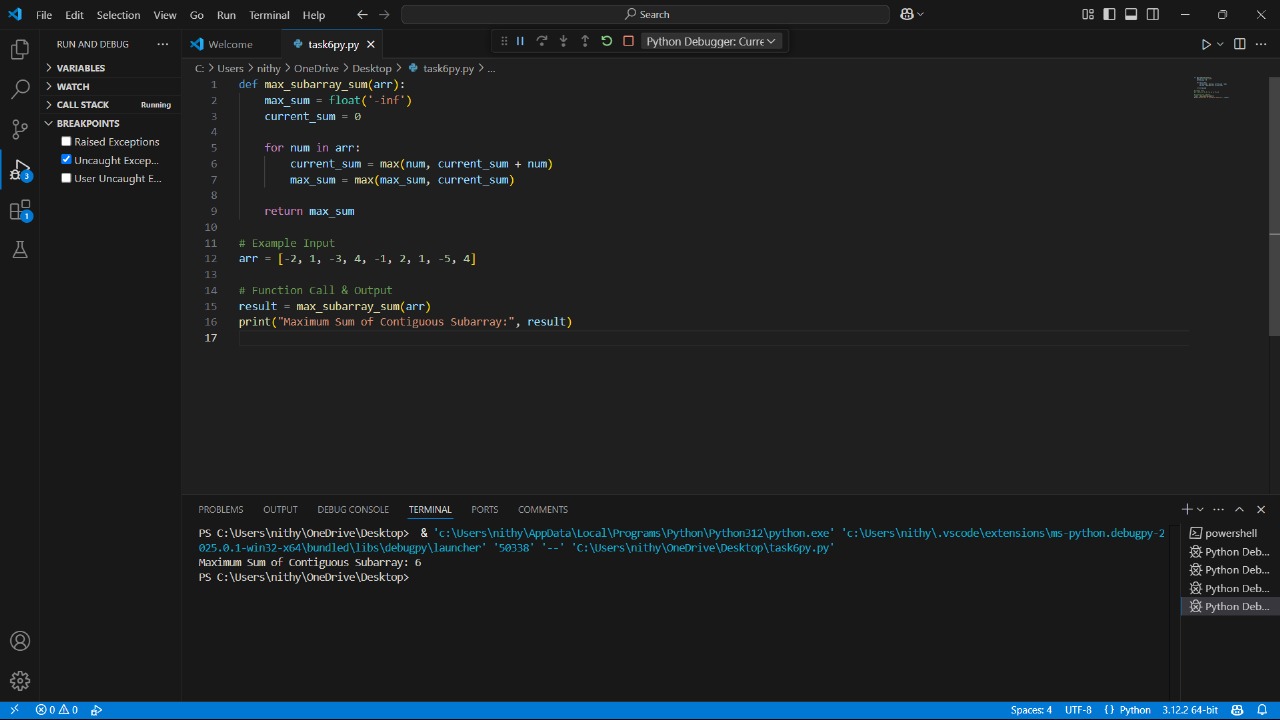 File Edit Selection View Go Run Terminal Help
Search
RUN AND DEBUG
VARIABLES
WATCH
CALL STACK Running
BREAKPOINTS
Raised Exceptions
Uncaught Excep...
User Uncaught E...
3
1
Welcome task6py.py
Python Debugger: Curre
C: > Users > nithy > OneDrive > Desktop > task6py.py > ...
1 def max_subarray_sum(arr):
2 max_sum = float('-inf')
3 current_sum = 0
4
5 for num in arr:
6 current_sum = max(num, current_sum + num)
7 max_sum = max(max_sum, current_sum)
8
9 return max_sum
10
11 # Example Input
12 arr = [-2, 1, -3, 4, -1, 2, 1, -5, 4]
13
14 # Function Call & Output
15 result = max_subarray_sum(arr)
16 print("Maximum Sum of Contiguous Subarray:", result)
17
PROBLEMS OUTPUT DEBUG CONSOLE TERMINAL PORTS COMMENTS
PS C:\Users\nithy\OneDrive\Desktop> & 'c:\Users\nithy\AppData\Local\Programs\Python\Python312\python.exe' 'c:\Users\nithy\.vscode\extensions\ms-python.debugpy-2
025.0.1-win32-x64\bundled\libs\debugpy\launcher' '50338' '--' 'C:\Users\nithy\OneDrive\Desktop\task6py.py'
Maximum Sum of Contiguous Subarray: 6
PS C:\Users\nithy\OneDrive\Desktop>
powershell
Python Deb...
Python Deb...
Python Deb...
Python Deb...
0 0
Spaces: 4 UTF-8 {} Python 3.12.2 64-bit